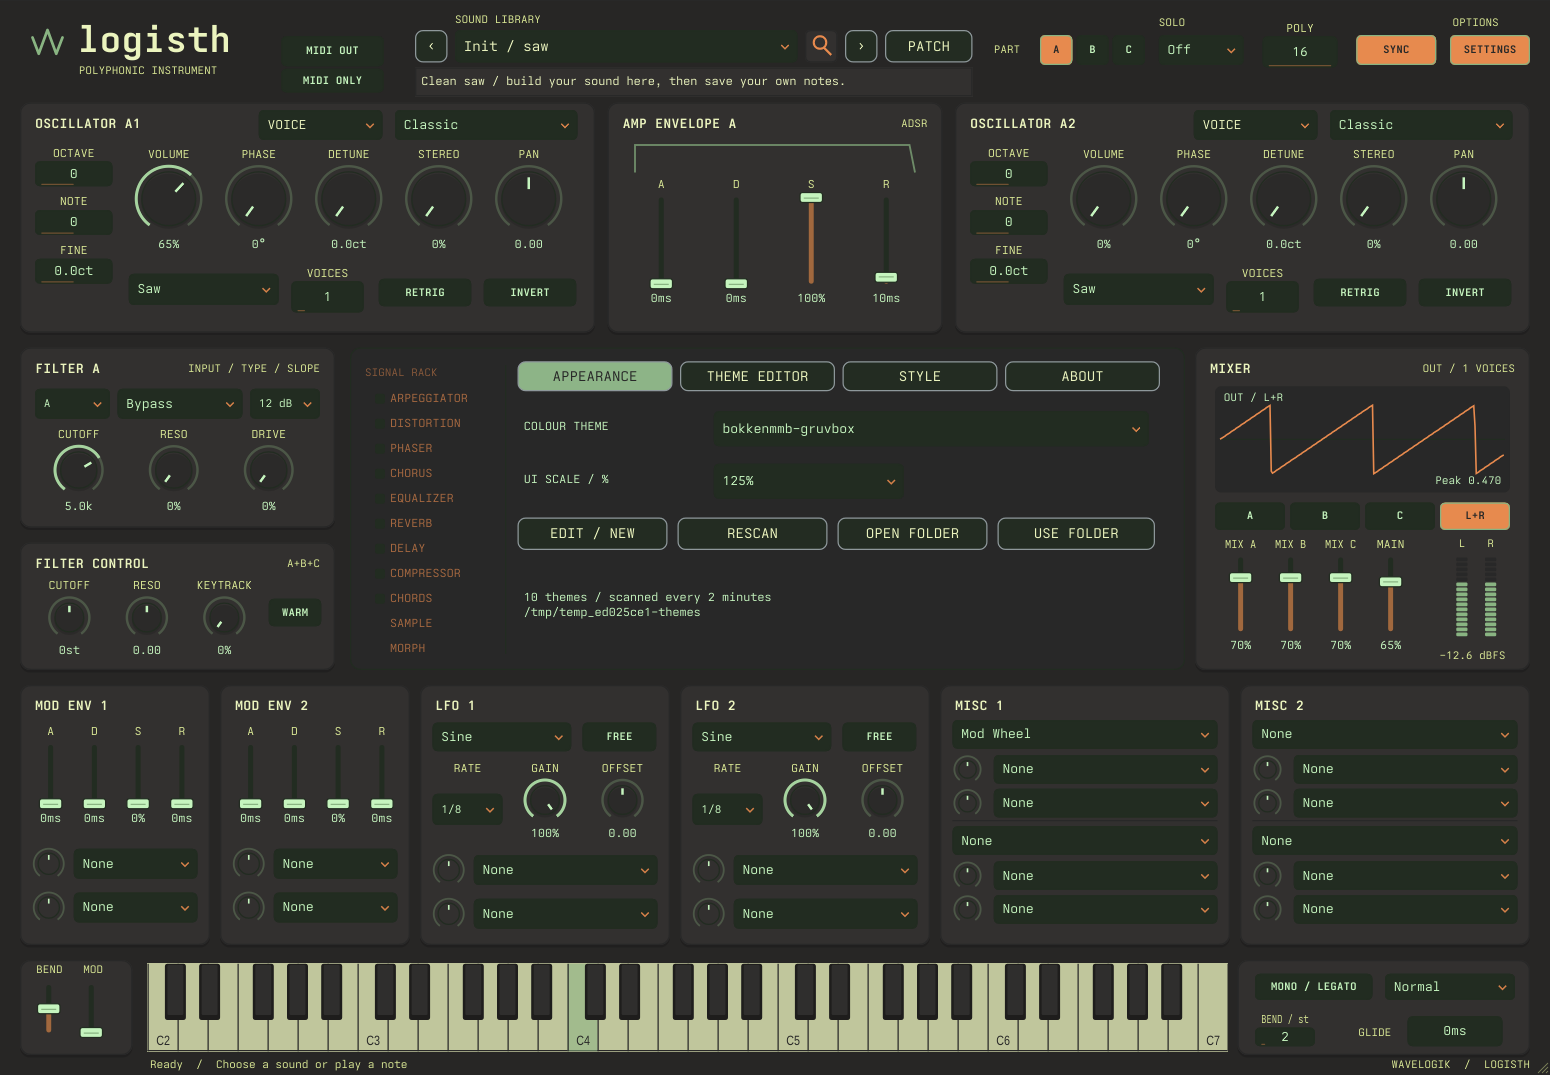 logisth
POLYPHONIC INSTRUMENT
MIDI OUT
MIDI ONLY
SOUND LIBRARY
‹ Init / saw › PATCH
Clean saw / build your sound here, then save your own notes.
PART A B C
SOLO
Off
POLY
16
SYNC
OPTIONS
SETTINGS
OSCILLATOR A1 VOICE Classic
OCTAVE VOLUME PHASE DETUNE STEREO PAN
0
NOTE
0
65% 0° 0.0ct 0% 0.00
FINE
0.0ct
Saw
VOICES
1
RETRIG INVERT
AMP ENVELOPE A ADSR
A D S R
0ms 0ms 100% 10ms
OSCILLATOR A2 VOICE Classic
OCTAVE VOLUME PHASE DETUNE STEREO PAN
0
NOTE
0
0% 0° 0.0ct 0% 0.00
FINE
0.0ct
Saw
VOICES
1
RETRIG INVERT
FILTER A INPUT / TYPE / SLOPE
A Bypass 12 dB
CUTOFF RESO DRIVE
5.0k 0% 0%
FILTER CONTROL A+B+C
CUTOFF RESO KEYTRACK
WARM
0st 0.00 0%
SIGNAL RACK
ARPEGGIATOR
DISTORTION
PHASER
CHORUS
EQUALIZER
REVERB
DELAY
COMPRESSOR
CHORDS
SAMPLE
MORPH
APPEARANCE THEME EDITOR STYLE ABOUT
COLOUR THEME bokkenmmb-gruvbox
UI SCALE / % 125%
EDIT / NEW RESCAN OPEN FOLDER USE FOLDER
10 themes / scanned every 2 minutes
/tmp/temp_ed025ce1-themes
MIXER OUT / 1 VOICES
OUT / L+R
Peak 0.470
A B C L+R
MIX A MIX B MIX C MAIN L R
70% 70% 70% 65%
-12.6 dBFS
MOD ENV 1
A D S R
0ms 0ms 0% 0ms
None
None
MOD ENV 2
A D S R
0ms 0ms 0% 0ms
None
None
LFO 1
Sine FREE
RATE GAIN OFFSET
1/8
100% 0.00
None
None
LFO 2
Sine FREE
RATE GAIN OFFSET
1/8
100% 0.00
None
None
MISC 1
Mod Wheel
None
None
None
None
None
MISC 2
None
None
None
None
None
None
BEND MOD
C2 C3 C4 C5 C6 C7
MONO / LEGATO Normal
BEND / st
2
GLIDE 0ms
Ready / Choose a sound or play a note
WAVELOGIK / LOGISTH